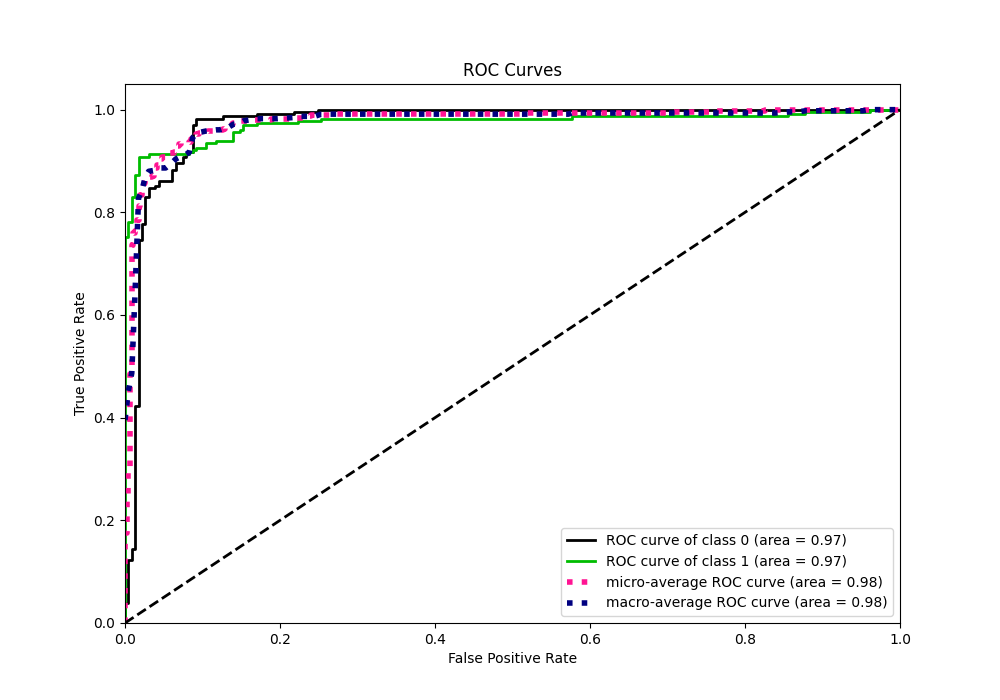 ROC Curves
True Positive Rate
1.0
0.8
0.6
0.4
0.2
0.0
0.0 0.2 0.4 0.6 0.8 1.0
False Positive Rate
ROC curve of class 0 (area = 0.97)
ROC curve of class 1 (area = 0.97)
micro-average ROC curve (area = 0.98)
macro-average ROC curve (area = 0.98)